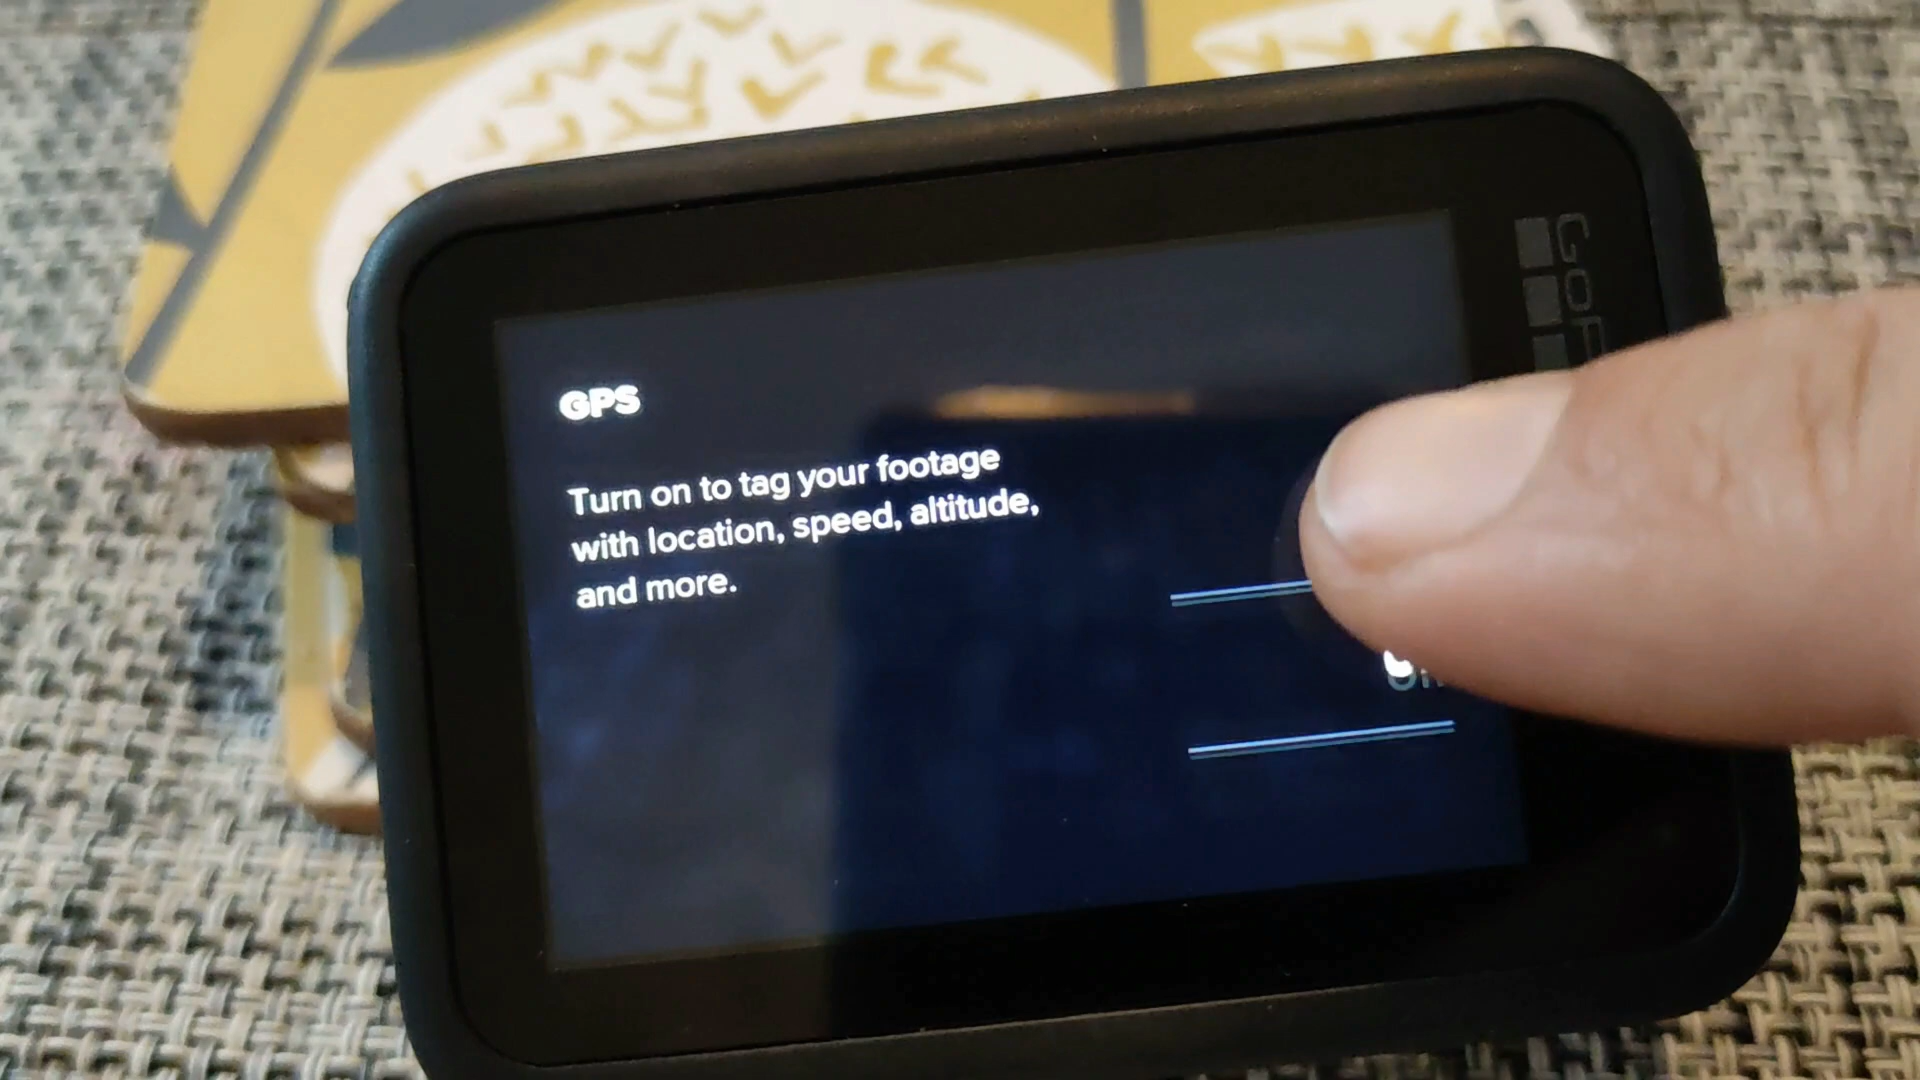 GPS
Turn on to tag your footage
with location, speed, altitude,
and more.